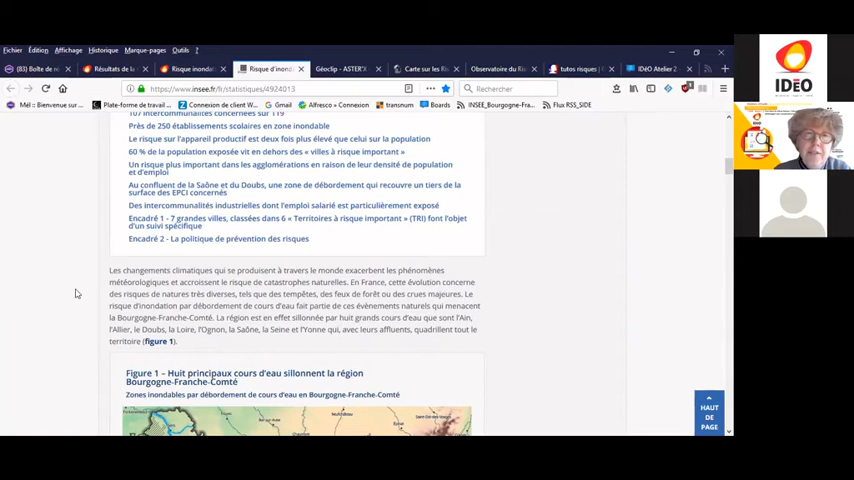 Fichier Édition Affichage Historique Marque-pages Outils ?
(83) Boîte de ré Résultats de la r Risque inondat Risque d'inond Géoclip - ASTER Carte sur les Ris Observatoire du Ri tutos risques | IDÉO Atelier 2
https://www.insee.fr/fr/statistiques/4924013
Rechercher
Mél :: Bienvenue sur ... Plate-forme de travail ... Connexion de client W... Gmail Alfresco » Connexion transnum Boards INSEE_Bourgogne-Fra... Flux RSS_SIDE
107 intercommunalités concernées sur 119
Près de 250 établissements scolaires en zone inondable
Le risque sur l'appareil productif est deux fois plus élevé que celui sur la population
60 % de la population exposée vit en dehors des « villes à risque important »
Un risque plus important dans les agglomérations en raison de leur densité de population
et d'emploi
Au confluent de la Saône et du Doubs, une zone de débordement qui recouvre un tiers de la
surface des EPCI concernés
Des intercommunalités industrielles dont l'emploi salarié est particulièrement exposé
Encadré 1 - 7 grandes villes, classées dans 6 « Territoires à risque important » (TRI) font l'objet
d'un suivi spécifique
Encadré 2 - La politique de prévention des risques
Les changements climatiques qui se produisent à travers le monde exacerbent les phénomènes
météorologiques et accroissent le risque de catastrophes naturelles. En France, cette évolution concerne
des risques de natures très diverses, tels que des tempêtes, des feux de forêt ou des crues majeures. Le
risque d'inondation par débordement de cours d'eau fait partie de ces évènements naturels qui menacent
la Bourgogne-Franche-Comté. La région est en effet sillonnée par huit grands cours d'eau que sont l'Ain,
l'Allier, le Doubs, la Loire, l'Ognon, la Saône, la Seine et l'Yonne qui, avec leurs affluents, quadrillent tout le
territoire (figure 1).
Figure 1 – Huit principaux cours d'eau sillonnent la région
Bourgogne-Franche-Comté
Zones inondables par débordement de cours d'eau en Bourgogne-Franche-Comté
HAUT
DE
PAGE
IDÉO